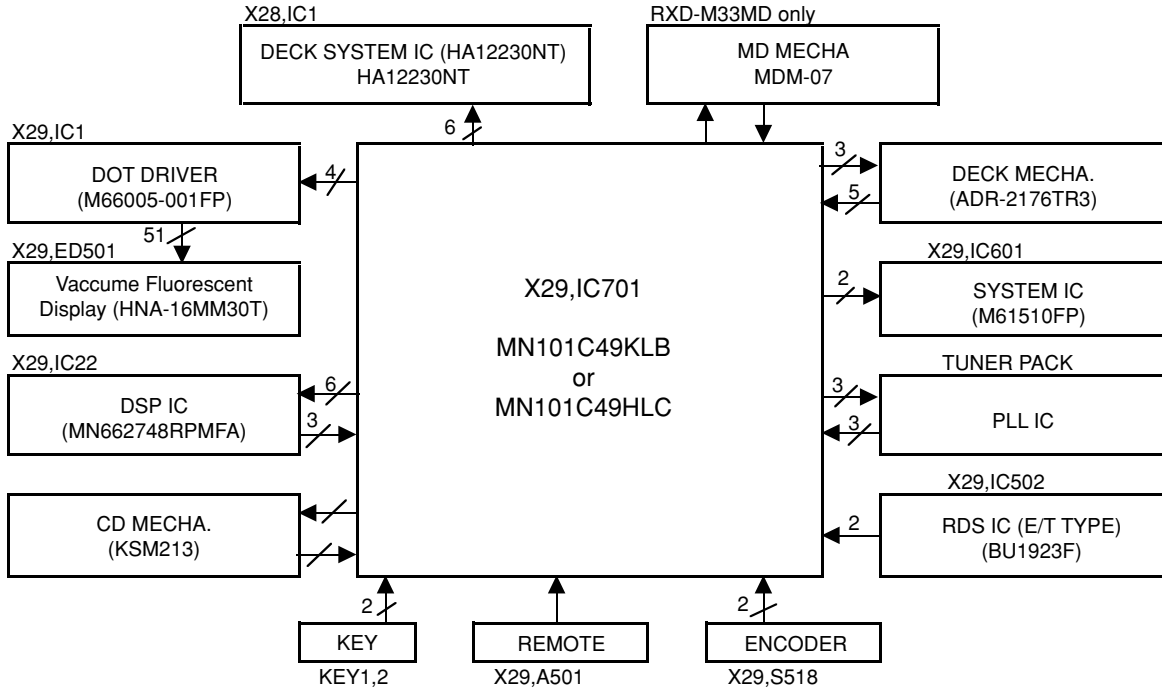 X28,IC1
DECK SYSTEM IC (HA12230NT)
HA12230NT
6
RXD-M33MD only
MD MECHA
MDM-07
X29,IC1
DOT DRIVER
(M66005-001FP)
4
51
X29,ED501
Vaccume Fluorescent
Display (HNA-16MM30T)
X29,IC22
DSP IC
(MN662748RPMFA)
6
3
CD MECHA.
(KSM213)
X29,IC701
MN101C49KLB
or
MN101C49HLC
3
5
DECK MECHA.
(ADR-2176TR3)
X29,IC601
2
SYSTEM IC
(M61510FP)
TUNER PACK
3
3
PLL IC
X29,IC502
2
RDS IC (E/T TYPE)
(BU1923F)
2
KEY
KEY1,2
REMOTE
X29,A501
2
ENCODER
X29,S518